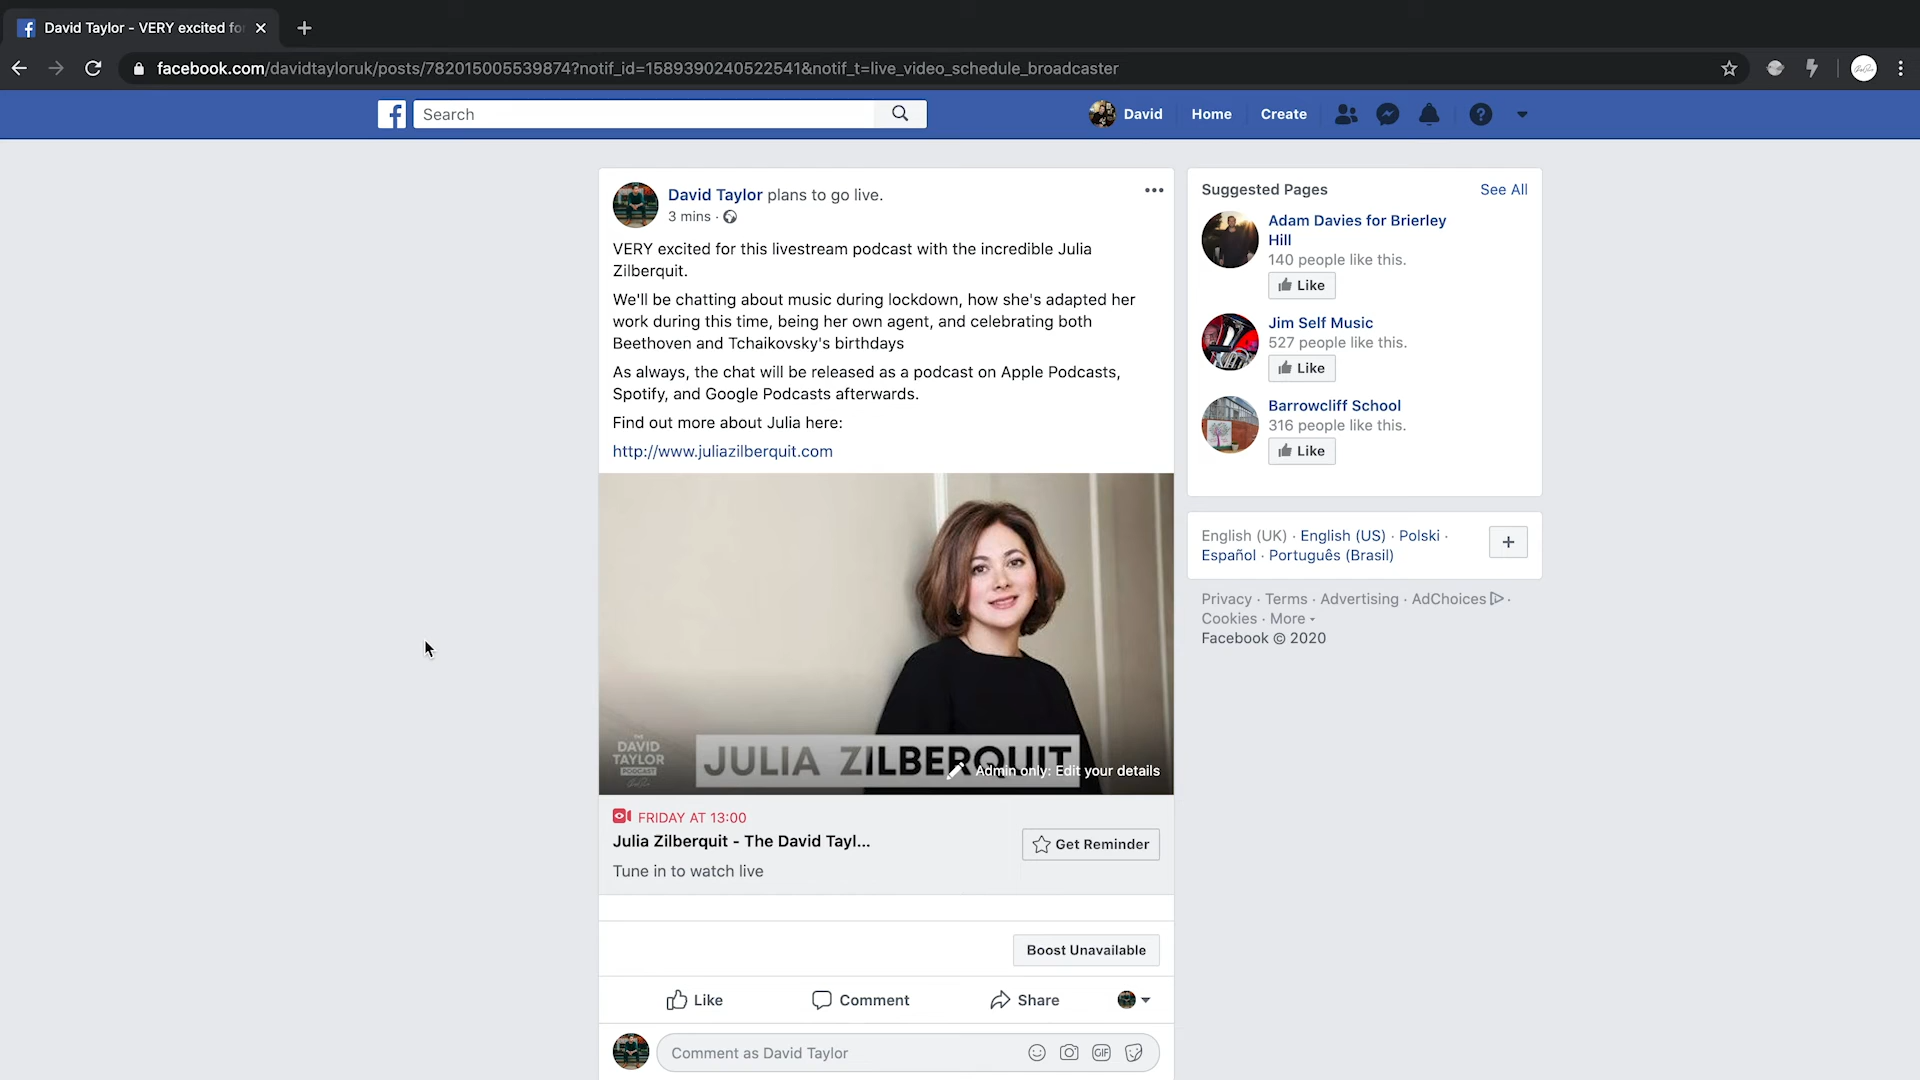 David Taylor - VERY excited fo
facebook.com/davidtayloruk/posts/782015005539874?notif_id=1589390240522541&notif_t=live_video_schedule_broadcaster
Search
David
Home
Create
David Taylor plans to go live.
3 mins ·
VERY excited for this livestream podcast with the incredible Julia
Zilberquit.
We'll be chatting about music during lockdown, how she's adapted her
work during this time, being her own agent, and celebrating both
Beethoven and Tchaikovsky's birthdays
As always, the chat will be released as a podcast on Apple Podcasts,
Spotify, and Google Podcasts afterwards.
Find out more about Julia here:
http://www.juliazilberquit.com
THE
DAVID
TAYLOR
PODCAST
JULIA ZILBERQUIT
Admin only: Edit your details
FRIDAY AT 13:00
Julia Zilberquit - The David Tayl...
Get Reminder
Tune in to watch live
Boost Unavailable
Like
Comment
Share
Comment as David Taylor
GIF
Suggested Pages
See All
Adam Davies for Brierley
Hill
140 people like this.
Like
Jim Self Music
527 people like this.
Like
Barrowcliff School
316 people like this.
Like
English (UK) · English (US) · Polski ·
Español · Português (Brasil)
Privacy · Terms · Advertising · AdChoices ·
Cookies · More
Facebook © 2020